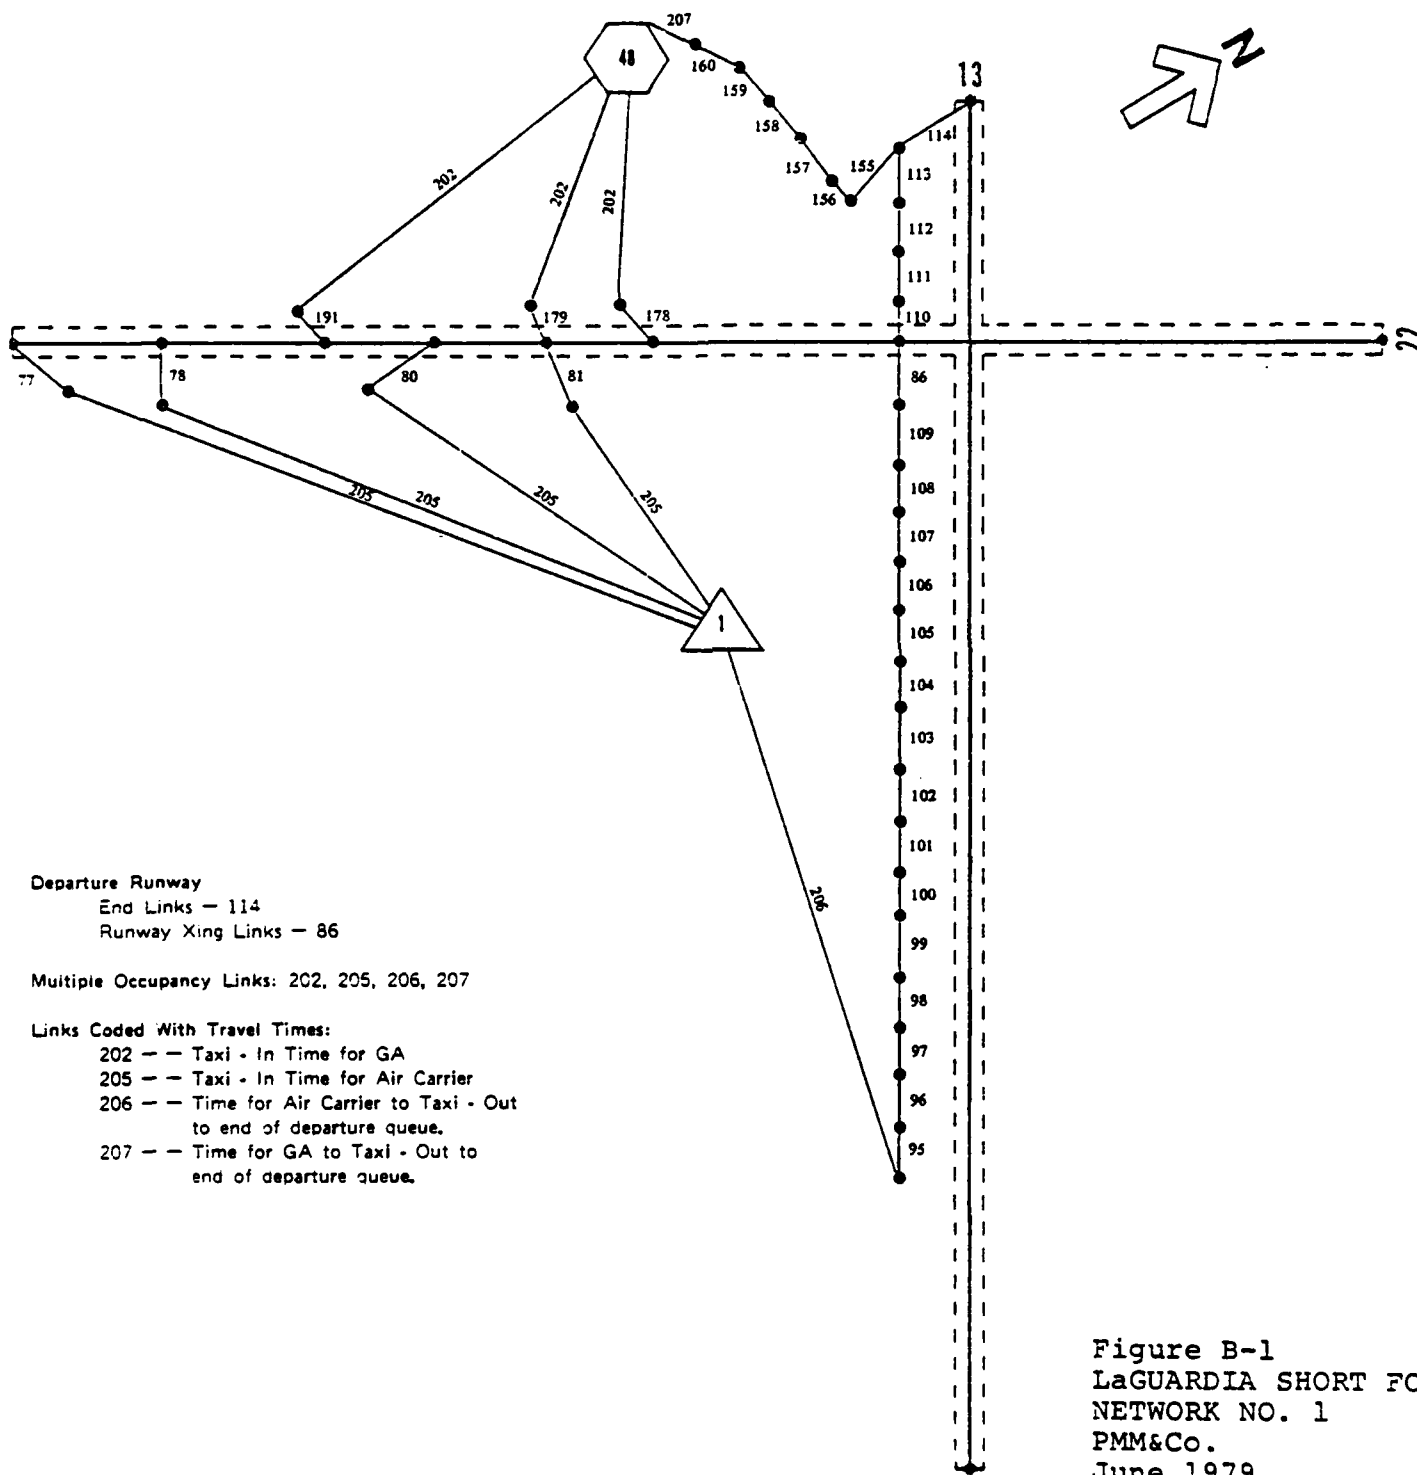 207
48
160
159
158
157
156
155
114
13
N
113
112
111
110
202
202
202
191
179
178
22
77
78
80
81
86
109
108
107
106
105
104
103
102
101
100
99
98
97
96
95
205
205
205
205
1
206
Departure Runway
End Links — 114
Runway Xing Links — 86
Multiple Occupancy Links: 202, 205, 206, 207
Links Coded With Travel Times:
202 — — Taxi - In Time for GA
205 — — Taxi - In Time for Air Carrier
206 — — Time for Air Carrier to Taxi - Out
to end of departure queue.
207 — — Time for GA to Taxi - Out to
end of departure queue.
Figure B-1
LaGUARDIA SHORT FO
NETWORK NO. 1
PMM&Co.
June 1979